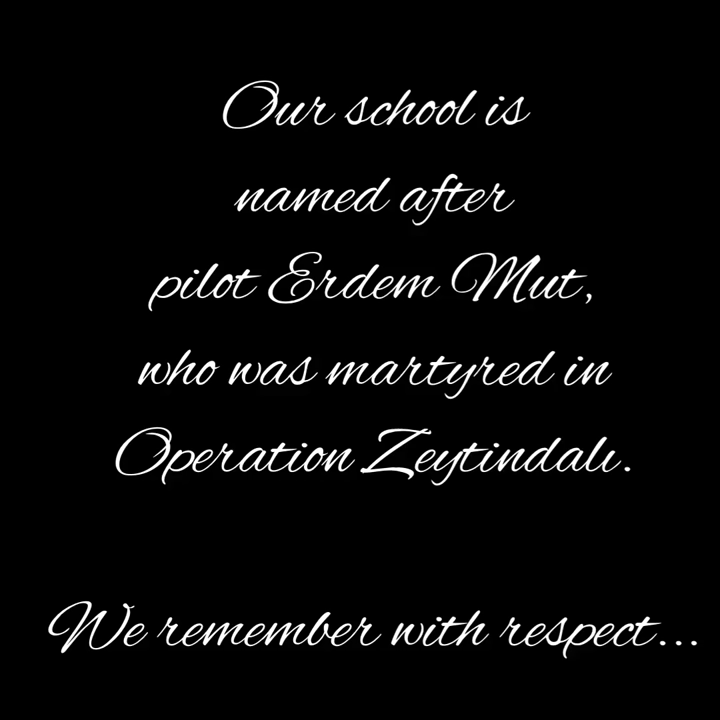 Our school is
named after
pilot Erdem Mut,
who was martyred in
Operation Zeytindalı.
We remember with respect...